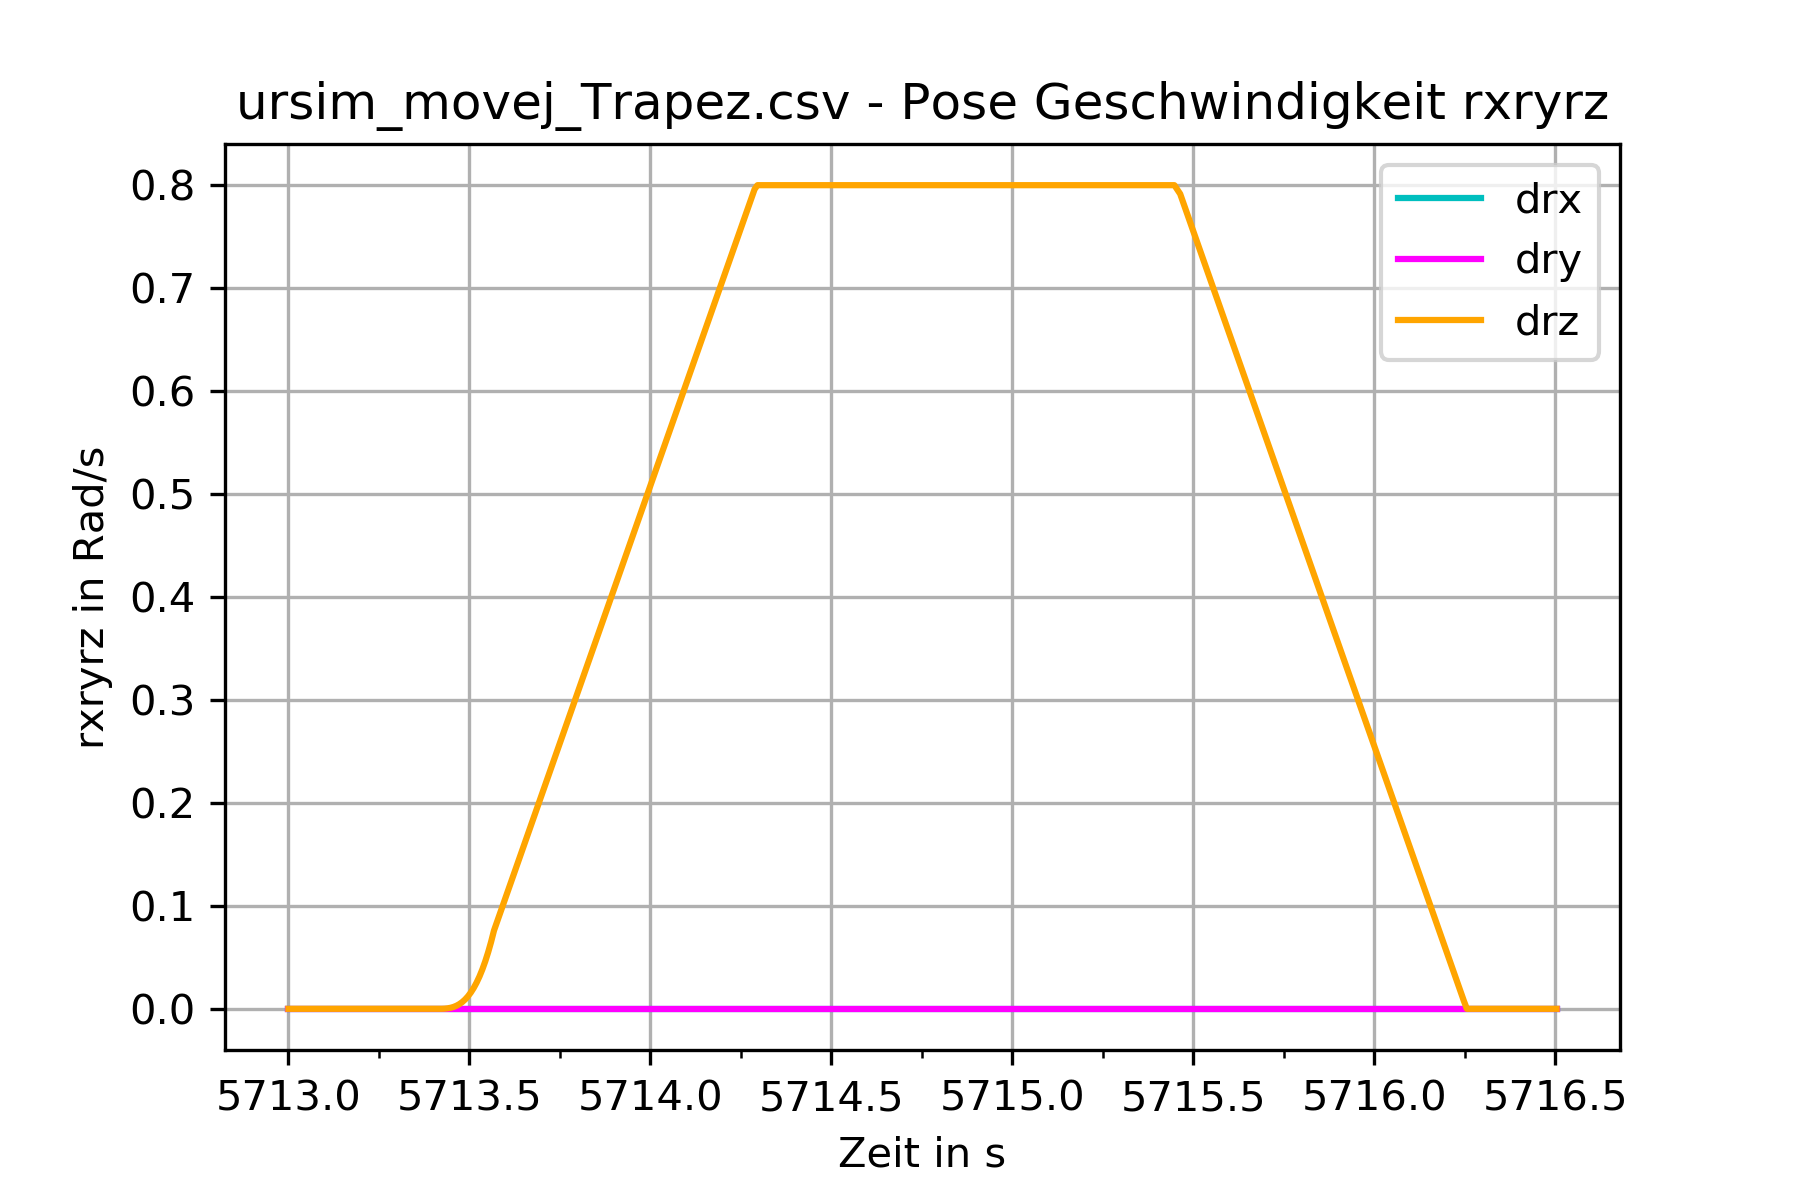 ursim_movej_Trapez.csv - Pose Geschwindigkeit rxryrz
drx
dry
drz
rxryrz in Rad/s
0.8
0.7
0.6
0.5
0.4
0.3
0.2
0.1
0.0
5713.0 5713.5 5714.0 5714.5 5715.0 5715.5 5716.0 5716.5
Zeit in s